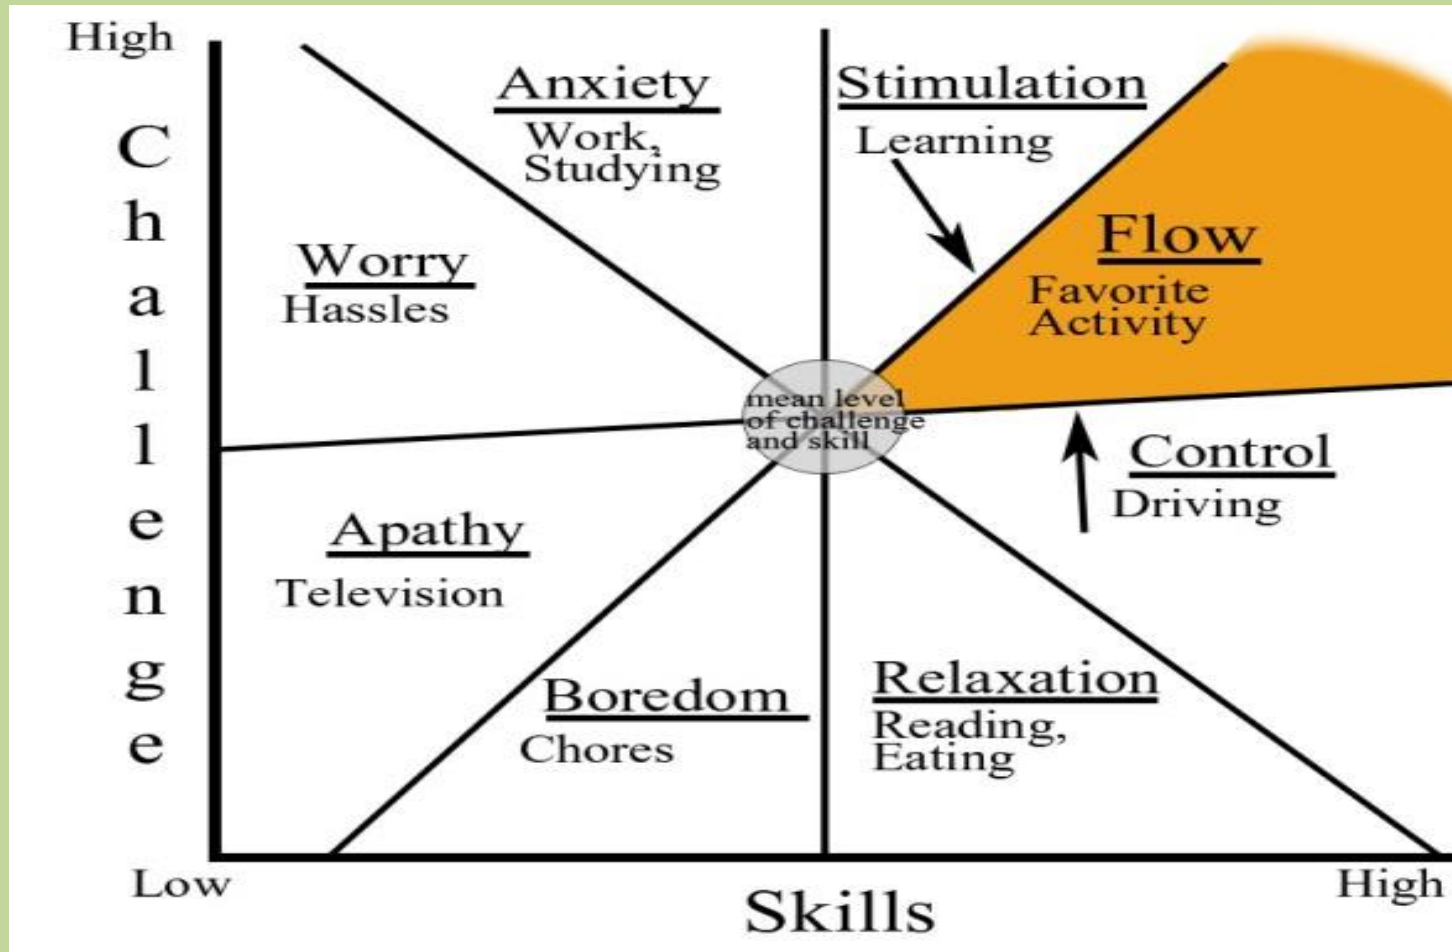 High
Challenge
Anxiety
Work,
Studying
Stimulation
Learning
Worry
Hassles
Flow
Favorite
Activity
mean level
of challenge
and skill
Control
Driving
Apathy
Television
Boredom
Chores
Relaxation
Reading,
Eating
Low
Skills
High